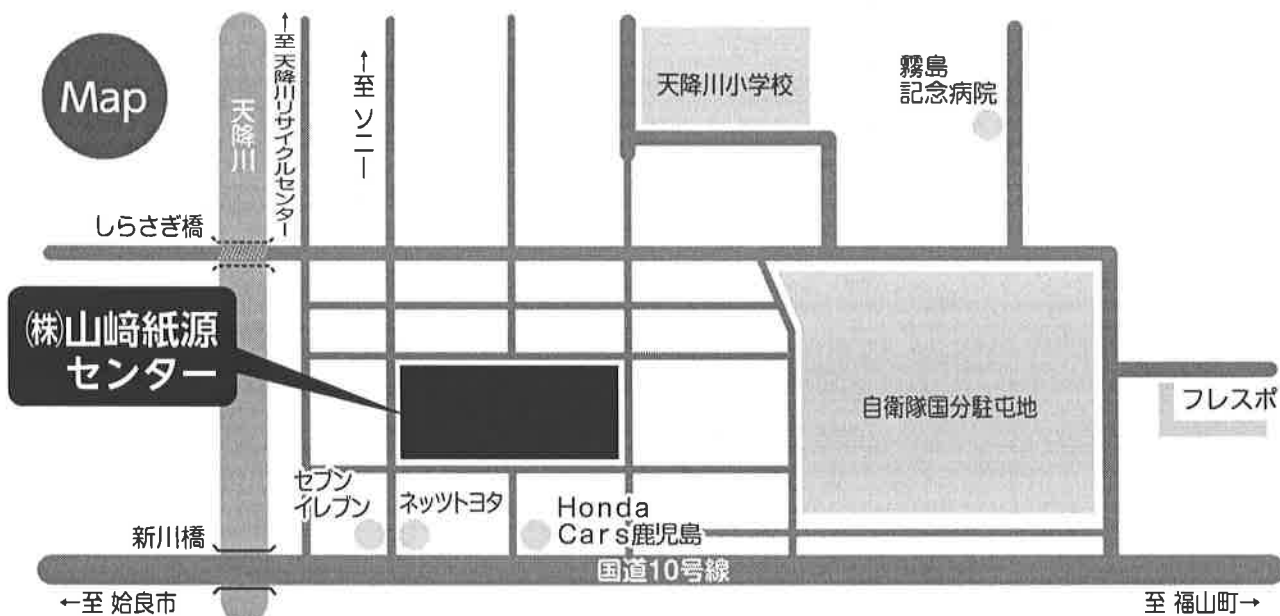 Map
天降川
←至 天降川リサイクルセンター
←至 ソニー
天降川小学校
霧島
記念病院
しらさぎ橋
㈱山﨑紙源
センター
自衛隊国分駐屯地
フレスポ
セブン
イレブン
ネッツトヨタ
Honda
Cars鹿児島
新川橋
国道10号線
←至 姶良市
至 福山町→